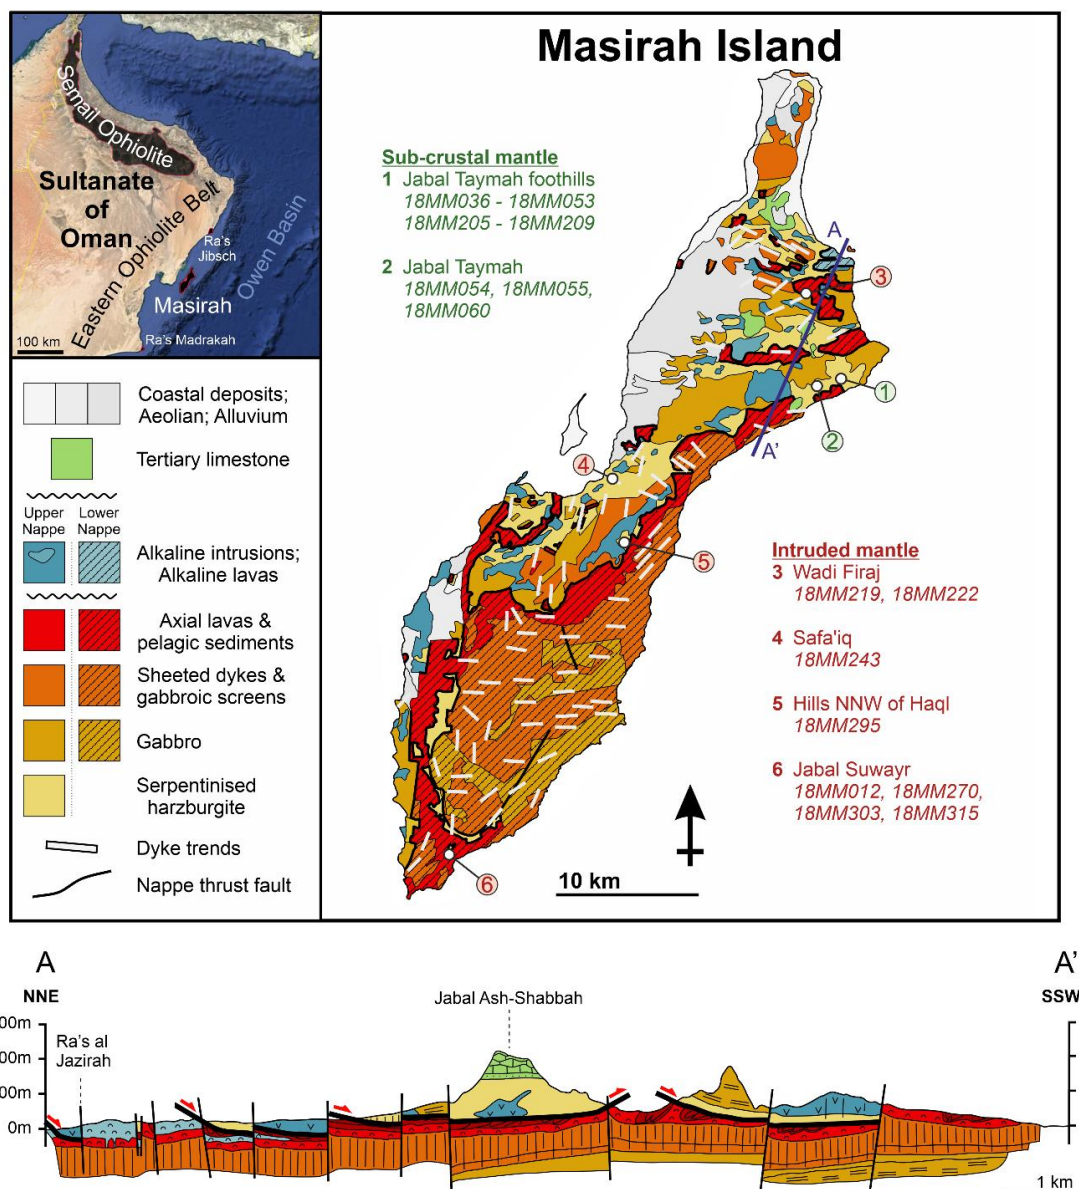 Masirah Island
Semail Ophiolite
Sultanate
of
Oman
Eastern Ophiolite Belt
Ra's
Jibsch
Owen Basin
Masirah
100 km
Ra's Madrakah
Sub-crustal mantle
1 Jabal Taymah foothills
18MM036 - 18MM053
18MM205 - 18MM209
2 Jabal Taymah
18MM054, 18MM055,
18MM060
A
3
1
2
A'
4
5
6
Coastal deposits;
Aeolian; Alluvium
Tertiary limestone
Upper Lower
Nappe Nappe
Alkaline intrusions;
Alkaline lavas
Axial lavas &
pelagic sediments
Sheeted dykes &
gabbroic screens
Gabbro
Serpentinised
harzburgite
Dyke trends
Nappe thrust fault
Intruded mantle
3 Wadi Firaj
18MM219, 18MM222
4 Safa'iq
18MM243
5 Hills NNW of Haql
18MM295
6 Jabal Suwayr
18MM012, 18MM270,
18MM303, 18MM315
10 km
A
A'
NNE
Jabal Ash-Shabbah
SSW
00m
Ra's al
Jazirah
00m
00m
0m
1 km